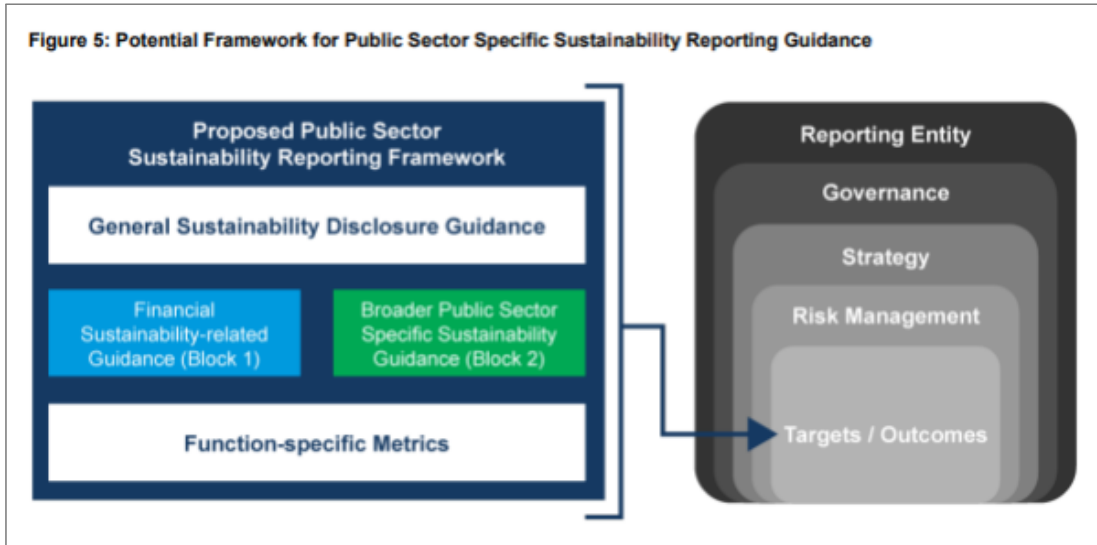 Figure 5: Potential Framework for Public Sector Specific Sustainability Reporting Guidance
Proposed Public Sector
Sustainability Reporting Framework
General Sustainability Disclosure Guidance
Financial
Sustainability-related
Guidance (Block 1)
Broader Public Sector
Specific Sustainability
Guidance (Block 2)
Function-specific Metrics
Reporting Entity
Governance
Strategy
Risk Management
Targets / Outcomes